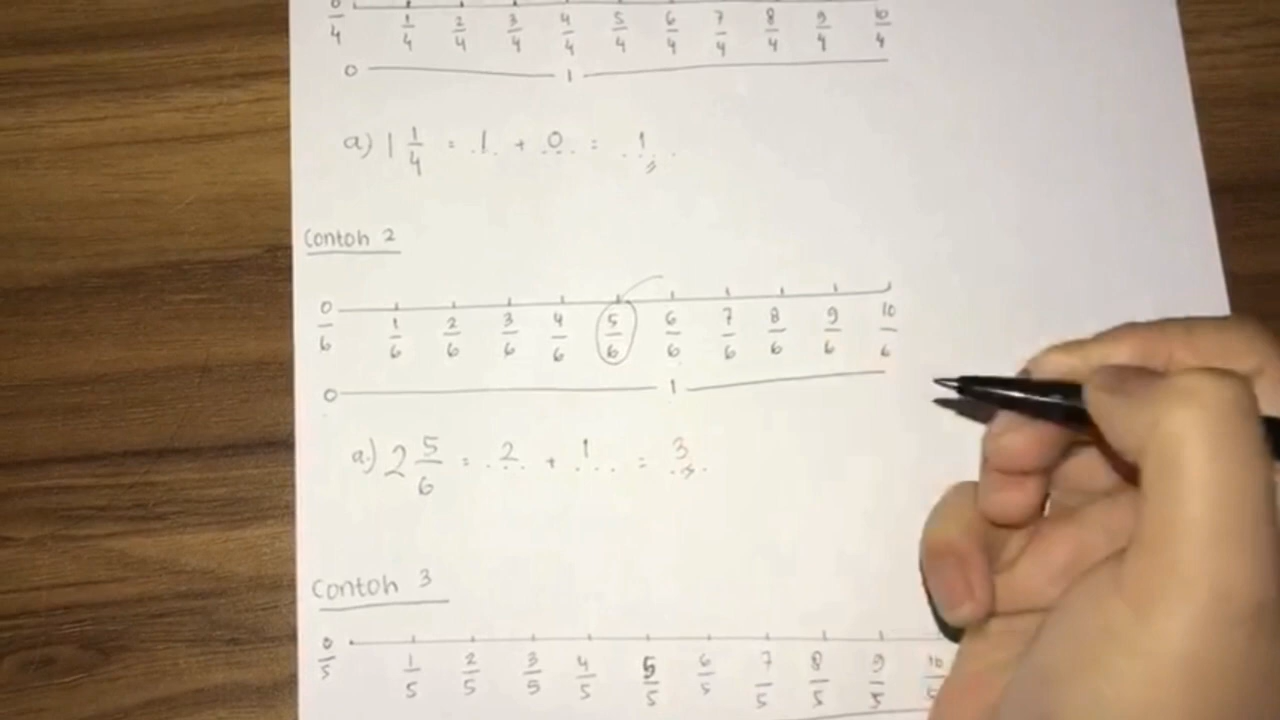 0/4 1/4 2/4 3/4 4/4 5/4 6/4 7/4 8/4 9/4 10/4
0 1
a) 1 1/4 = .1. + .0. = .1.
Contoh 2
0/6 1/6 2/6 3/6 4/6 5/6 6/6 7/6 8/6 9/6 10/6
0 1
a.) 2 5/6 = .2. + .1. = .3.
Contoh 3
0/5 1/5 2/5 3/5 4/5 5/5 6/5 7/5 8/5 9/5 10